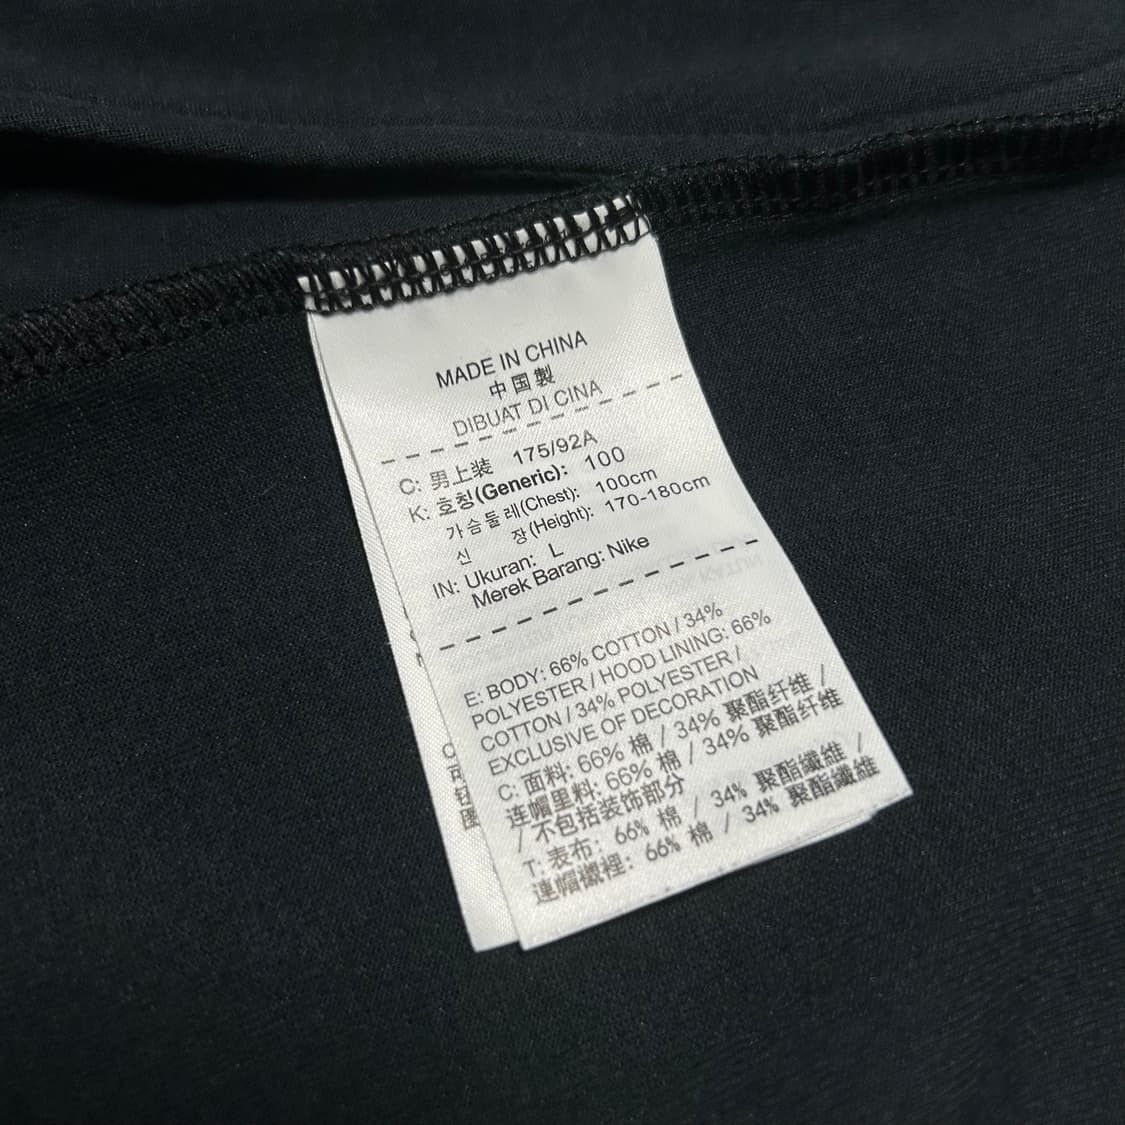 MADE IN CHINA
中国製
DIBUAT DI CINA
C: 男上装 175/92A
K: 호칭(Generic): 100
가슴둘레(Chest): 100cm
신 장(Height): 170-180cm
IN: Ukuran: L
Merek Barang: Nike
E: BODY: 66% COTTON / 34%
POLYESTER / HOOD LINING: 66%
COTTON / 34% POLYESTER /
EXCLUSIVE OF DECORATION
C: 面料: 66% 棉 / 34% 聚酯纤维 /
连帽里料: 66% 棉 / 34% 聚酯纤维
/ 不包括装饰部分
T: 表布: 66% 棉 / 34% 聚酯纖維 /
連帽襯裡: 66% 棉 / 34% 聚酯纖維